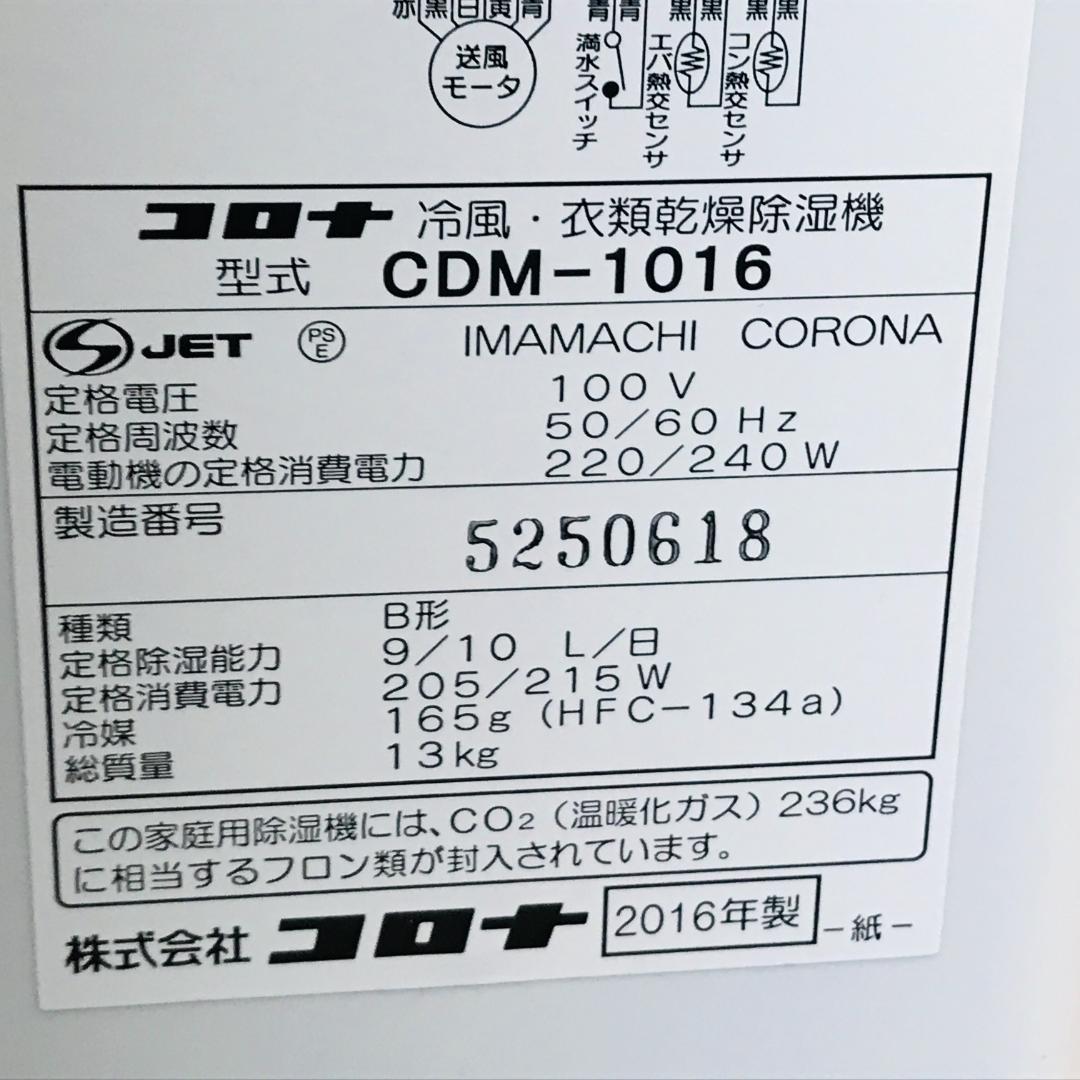 赤 黒 白 黄 青
青 青
黒 黒
黒 黒
送風
モータ
満水スイッチ
エバ熱交センサ
コン熱交センサ
コロナ 冷風・衣類乾燥除湿機
型式 CDM-1016
JET PS E IMAMACHI CORONA
定格電圧 100 V
定格周波数 50/60 Hz
電動機の定格消費電力 220/240 W
製造番号 5250618
種類 B形
定格除湿能力 9/10 L/日
定格消費電力 205/215 W
冷媒 165g (HFC-134a)
総質量 13kg
この家庭用除湿機には、CO2(温暖化ガス)236kg
に相当するフロン類が封入されています。
株式会社 コロナ 2016年製 -紙-